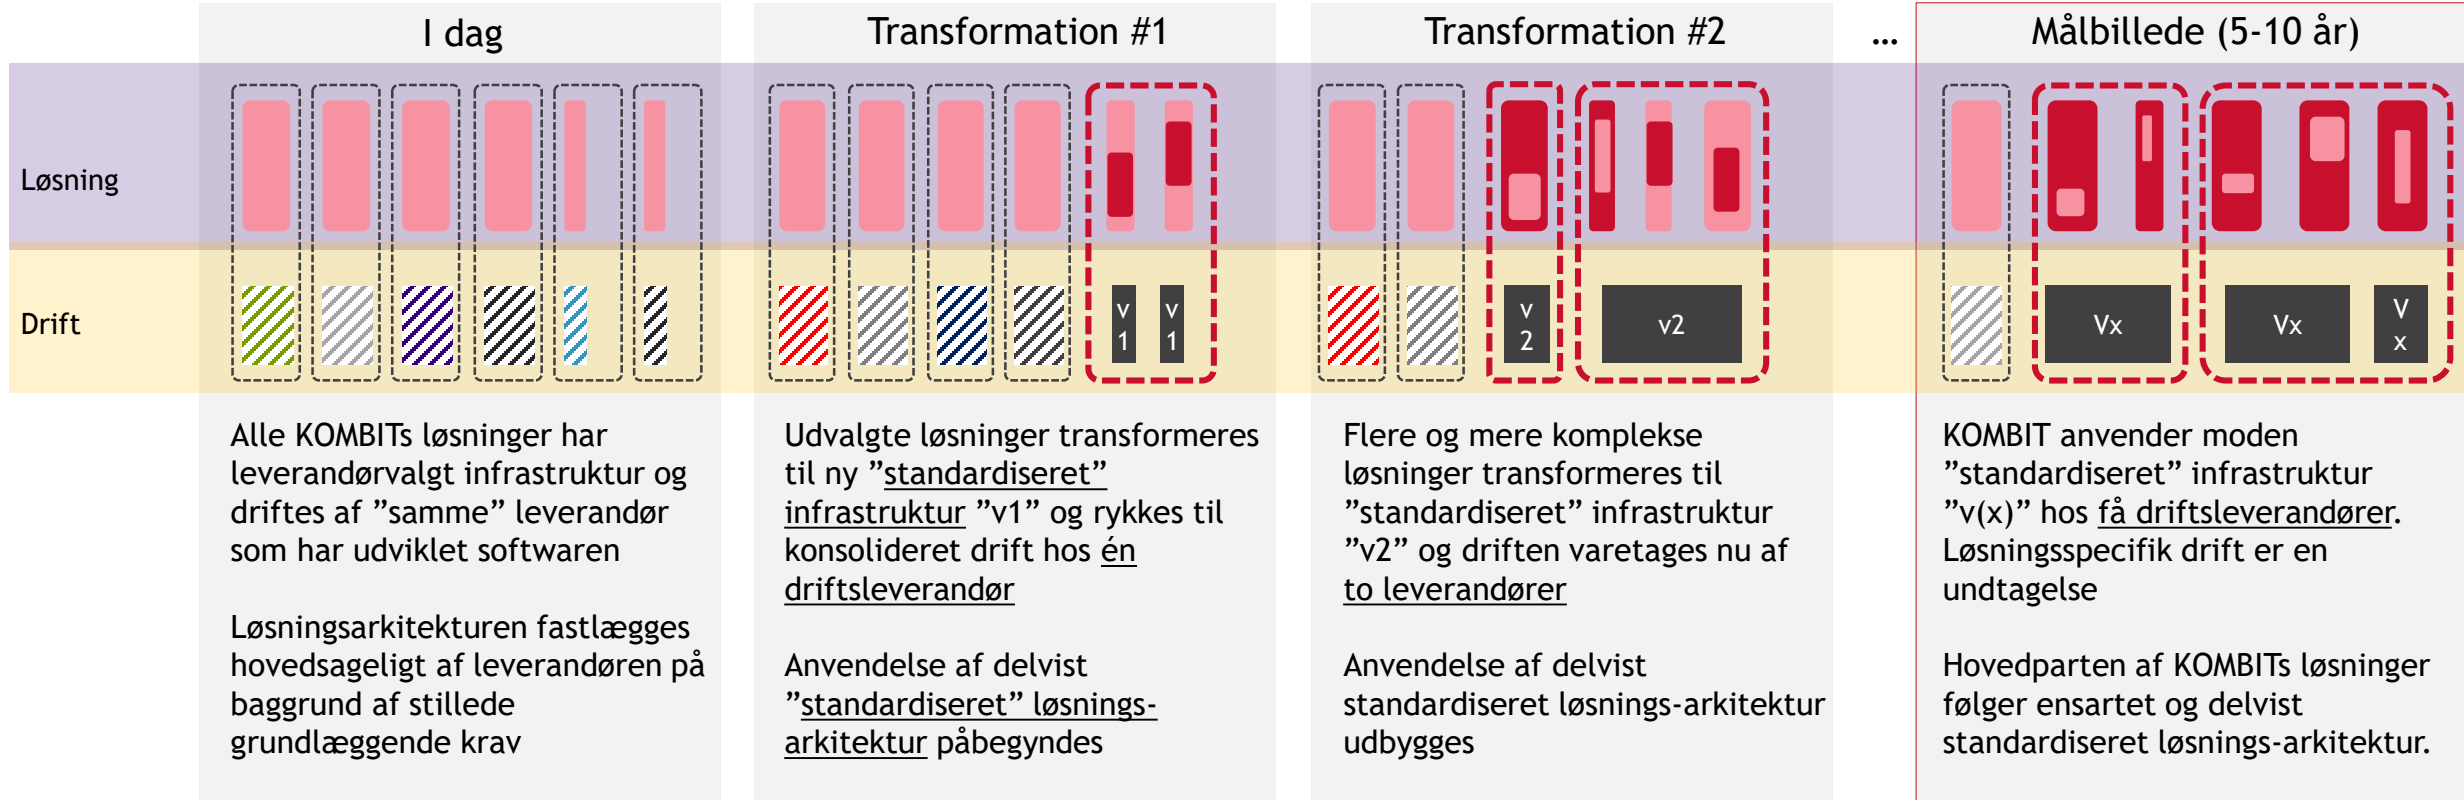 I dag
Transformation #1
Transformation #2
...
Målbillede (5-10 år)
Løsning
Drift
v
1
v
1
v
2
v2
Vx
Vx
V
x
Alle KOMBITs løsninger har
leverandørvalgt infrastruktur og
driftes af ”samme” leverandør
som har udviklet softwaren
Løsningsarkitekturen fastlægges
hovedsageligt af leverandøren på
baggrund af stillede
grundlæggende krav
Udvalgte løsninger transformeres
til ny ”standardiseret”
infrastruktur ”v1” og rykkes til
konsolideret drift hos én
driftsleverandør
Anvendelse af delvist
”standardiseret” løsnings-
arkitektur påbegyndes
Flere og mere komplekse
løsninger transformeres til
”standardiseret” infrastruktur
”v2” og driften varetages nu af
to leverandører
Anvendelse af delvist
standardiseret løsnings-arkitektur
udbygges
KOMBIT anvender moden
”standardiseret” infrastruktur
”v(x)” hos få driftsleverandører.
Løsningsspecifik drift er en
undtagelse
Hovedparten af KOMBITs løsninger
følger ensartet og delvist
standardiseret løsnings-arkitektur.